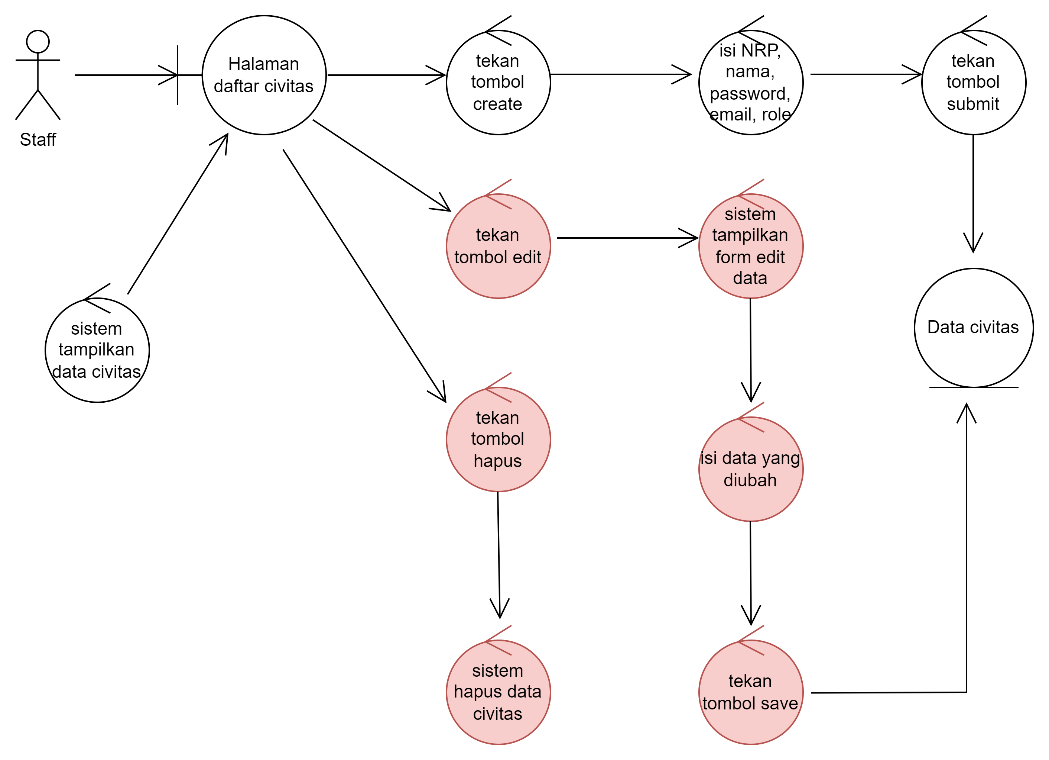 Staff
Halaman
daftar civitas
tekan
tombol
create
isi NRP,
nama,
password,
email, role
tekan
tombol
submit
tekan
tombol edit
sistem
tampilkan
form edit
data
Data civitas
sistem
tampilkan
data civitas
tekan
tombol
hapus
isi data yang
diubah
sistem
hapus data
civitas
tekan
tombol save